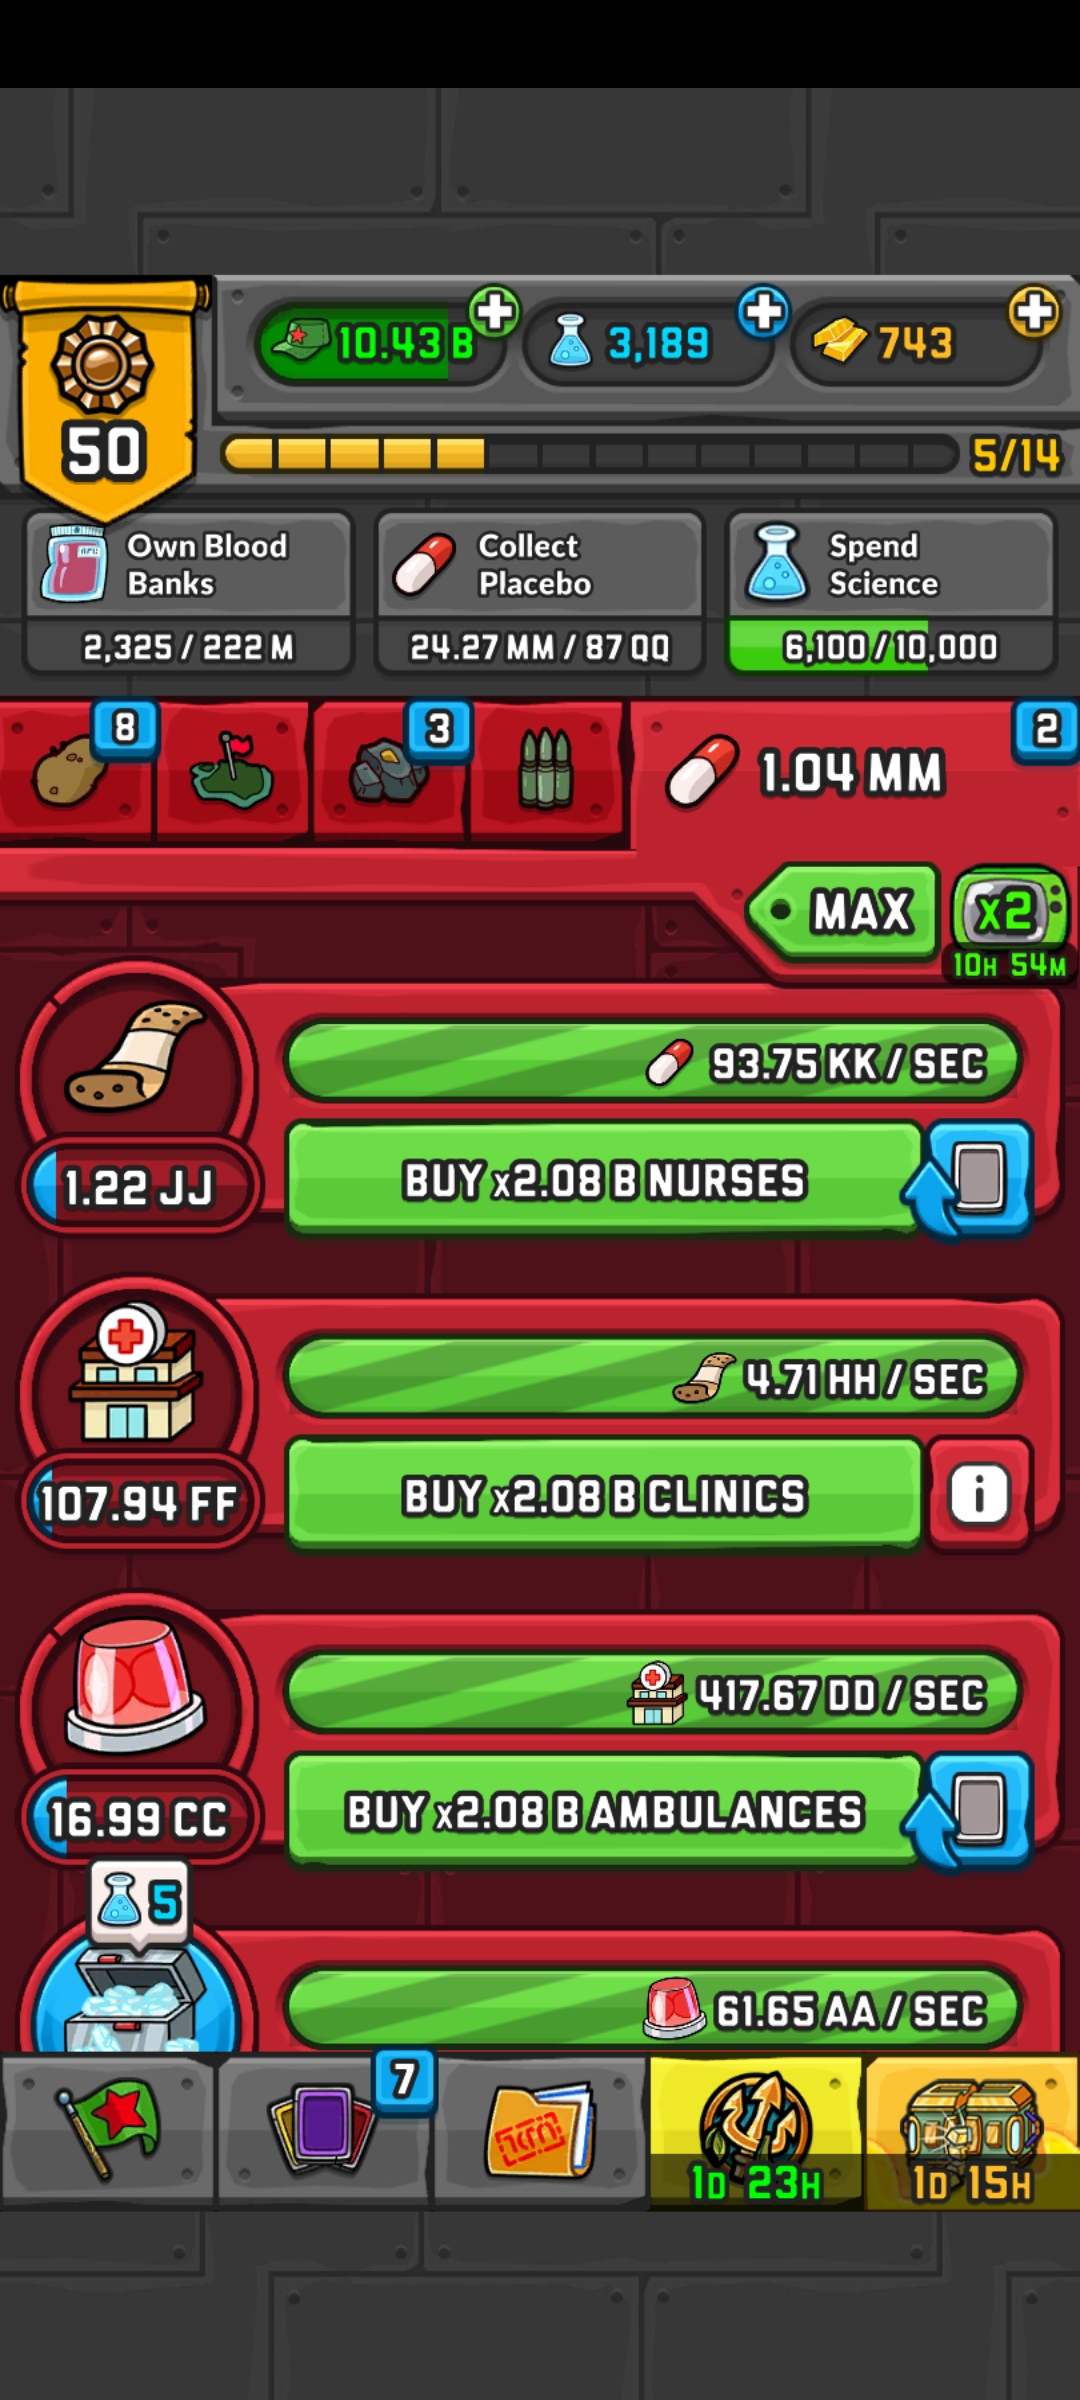 10.43 B
3,189
743
50
5/14
Own Blood
Banks
2,325 / 222 M
Collect
Placebo
24.27 MM / 87 QQ
Spend
Science
6,100 / 10,000
8
3
1.04 MM
2
MAX
x2
10H 54M
93.75 KK / SEC
1.22 JJ
BUY x2.08 B NURSES
4.71 HH / SEC
107.94 FF
BUY x2.08 B CLINICS
i
417.67 DD / SEC
16.99 CC
BUY x2.08 B AMBULANCES
5
61.65 AA / SEC
7
1D 23H
1D 15H